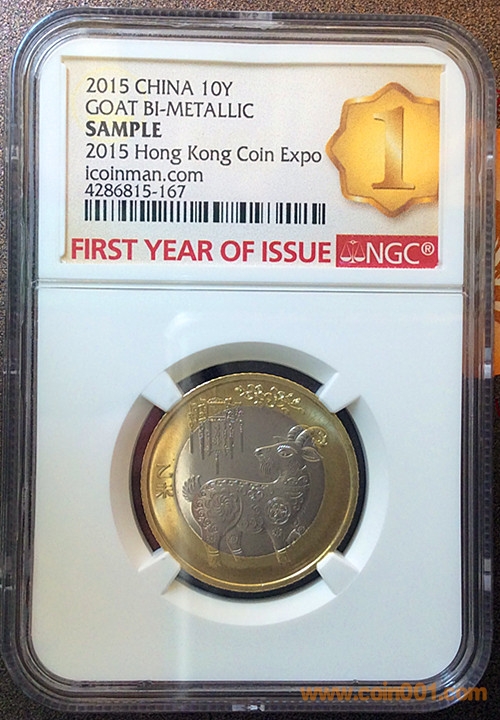 2015 CHINA 10Y
GOAT BI-METALLIC
SAMPLE
2015 Hong Kong Coin Expo
icoinman.com
4286815-167
1
FIRST YEAR OF ISSUE NGC®
乙未
www.coin001.com